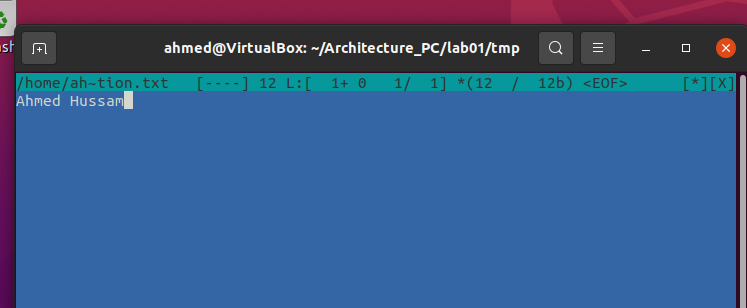 ash
ahmed@VirtualBox: ~/Architecture_PC/lab01/tmp
/home/ah~tion.txt [----] 12 L:[ 1+ 0 1/ 1] *(12 / 12b) <EOF> [*][X]
Ahmed Hussam